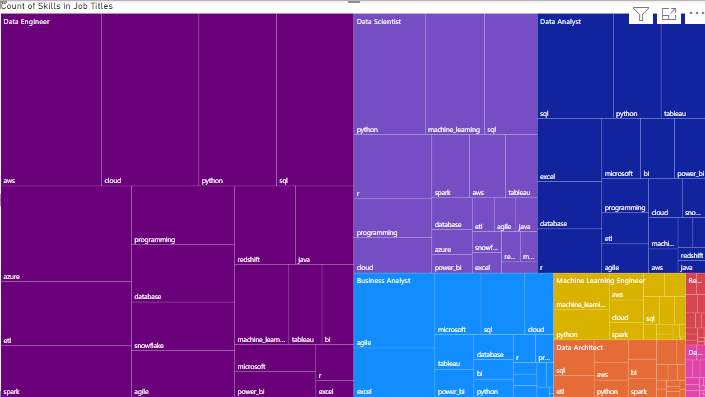 Count of Skills in Job Titles
Data Engineer
aws
cloud
python
sql
azure
etl
spark
programming
database
snowflake
agile
redshift
java
machine_learn...
tableau
bi
microsoft
r
power_bi
excel
Data Scientist
python
machine_learning
sql
r
programming
cloud
spark
aws
tableau
database
etl
agile
java
azure
snowf...
re...
m...
power_bi
excel
Data Analyst
sql
python
tableau
excel
database
r
microsoft
bi
power_bi
programming
cloud
sno...
etl
machi...
redshift
agile
aws
java
Business Analyst
agile
excel
microsoft
sql
cloud
tableau
database
r
pr...
bi
power_bi
python
Machine Learning Engineer
machine_learni...
python
aws
cloud
sql
spark
Data Architect
sql
etl
aws
python
bi
spark
Re...
Da...